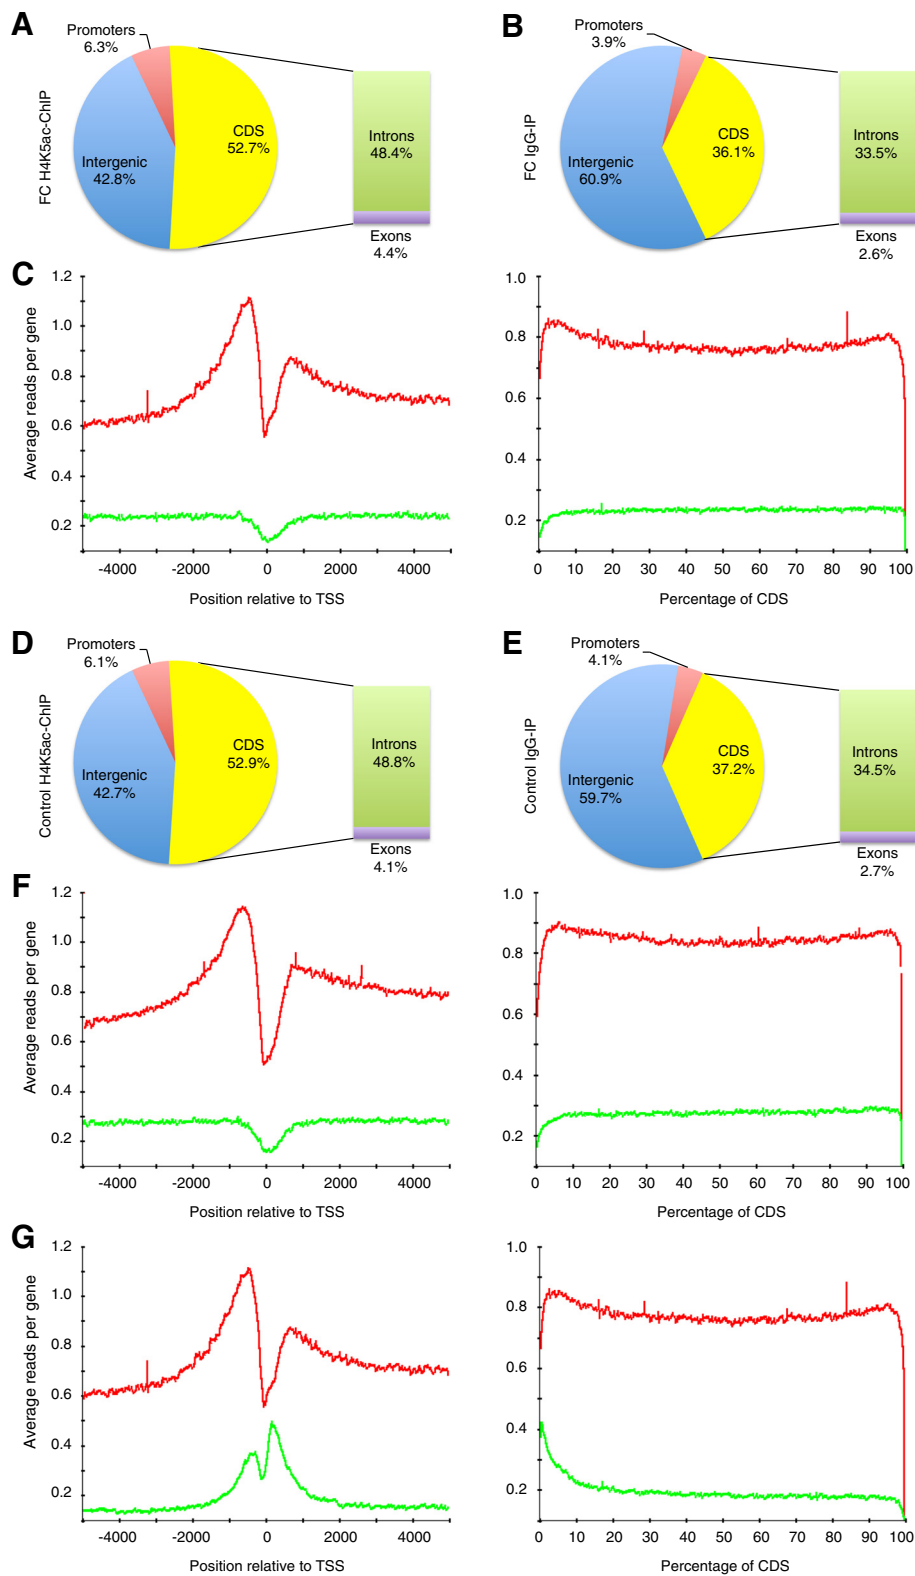 A
Promoters
6.3%
FC H4K5ac-ChIP
Intergenic
42.8%
CDS
52.7%
Introns
48.4%
Exons
4.4%
B
Promoters
3.9%
FC IgG-IP
Intergenic
60.9%
CDS
36.1%
Introns
33.5%
Exons
2.6%
C
Average reads per gene
1.2
1.0
0.8
0.6
0.4
0.2
-4000 -2000 0 2000 4000
Position relative to TSS
1.0
0.8
0.6
0.4
0.2
0 10 20 30 40 50 60 70 80 90 100
Percentage of CDS
D
Promoters
6.1%
Control H4K5ac-ChIP
Intergenic
42.7%
CDS
52.9%
Introns
48.8%
Exons
4.1%
E
Promoters
4.1%
Control IgG-IP
Intergenic
59.7%
CDS
37.2%
Introns
34.5%
Exons
2.7%
F
Average reads per gene
1.2
1.0
0.8
0.6
0.4
0.2
-4000 -2000 0 2000 4000
Position relative to TSS
1.0
0.8
0.6
0.4
0.2
0 10 20 30 40 50 60 70 80 90 100
Percentage of CDS
G
Average reads per gene
1.2
1.0
0.8
0.6
0.4
0.2
-4000 -2000 0 2000 4000
Position relative to TSS
1.0
0.8
0.6
0.4
0.2
0 10 20 30 40 50 60 70 80 90 100
Percentage of CDS